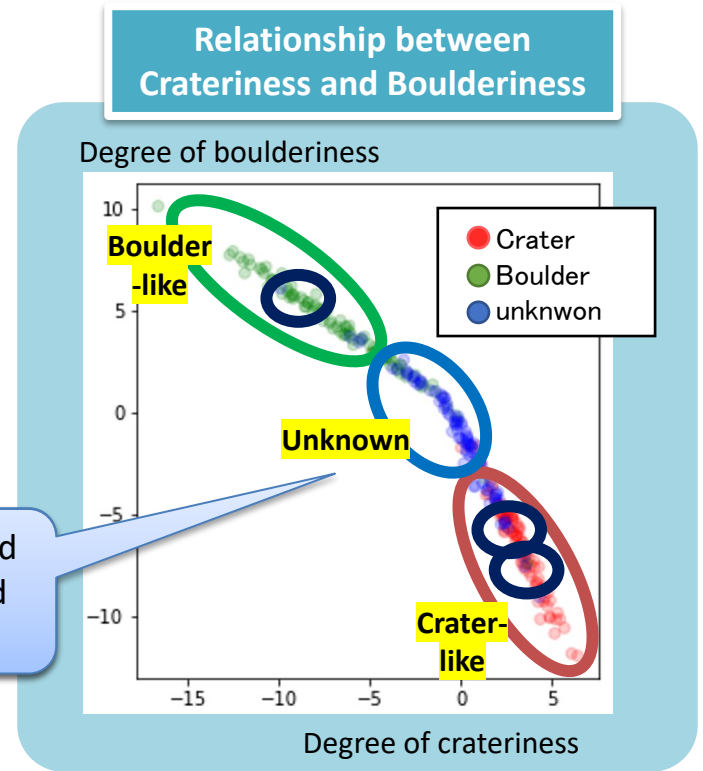 Relationship between
Crateriness and Boulderiness
Degree of boulderiness
10
5
0
−5
−10
Boulder
-like
Crater
Boulder
unknwon
Unknown
d
d
Crater-
like
−15
−10
−5
0
5
Degree of crateriness